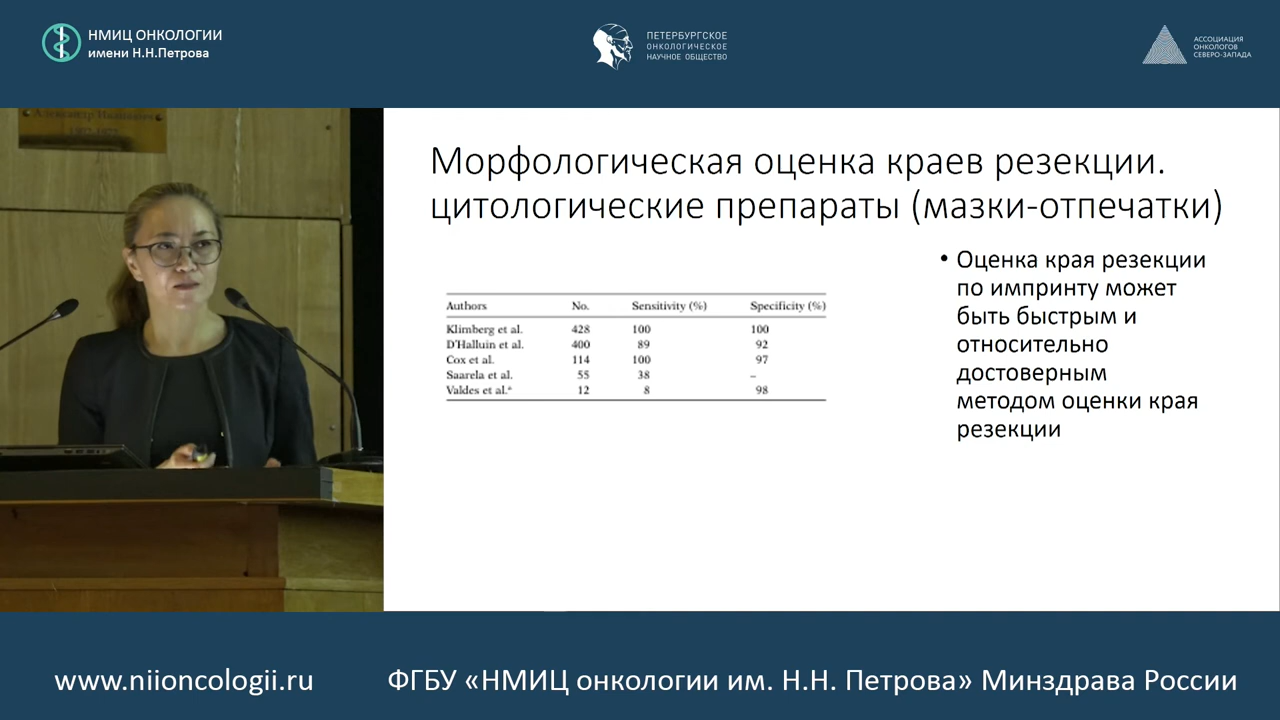 НМИЦ ОНКОЛОГИИ
имени Н.Н.Петрова
ПЕТЕРБУРГСКОЕ
ОНКОЛОГИЧЕСКОЕ
НАУЧНОЕ ОБЩЕСТВО
АССОЦИАЦИЯ
ОНКОЛОГОВ
СЕВЕРО-ЗАПАДА
Морфологическая оценка краев резекции.
цитологические препараты (мазки-отпечатки)
Authors No. Sensitivity (%) Specificity (%)
Klimberg et al. 428 100 100
D'Halluin et al. 400 89 92
Cox et al. 114 100 97
Saarela et al. 55 38 –
Valdes et al.* 12 8 98
• Оценка края резекции
по импринту может
быть быстрым и
относительно
достоверным
методом оценки края
резекции
www.niioncologii.ru
ФГБУ «НМИЦ онкологии им. Н.Н. Петрова» Минздрава России